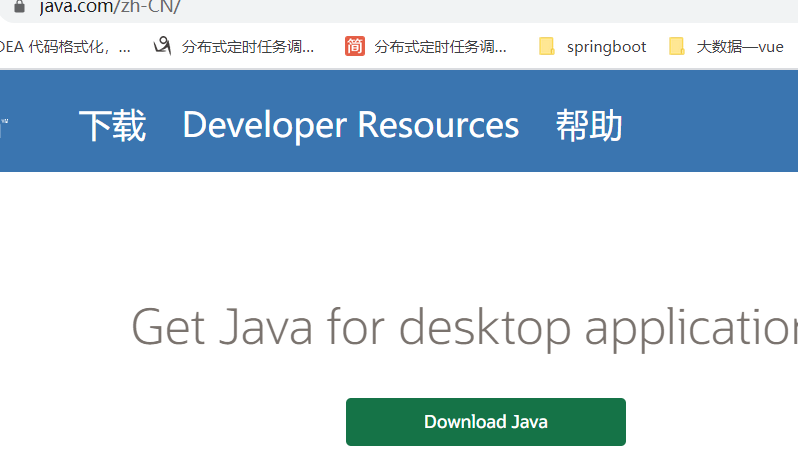 java.com/zh-CN/
DEA 代码格式化，... 分布式定时任务调... 简 分布式定时任务调... springboot 大数据—vue
下载 Developer Resources 帮助
Get Java for desktop application
Download Java